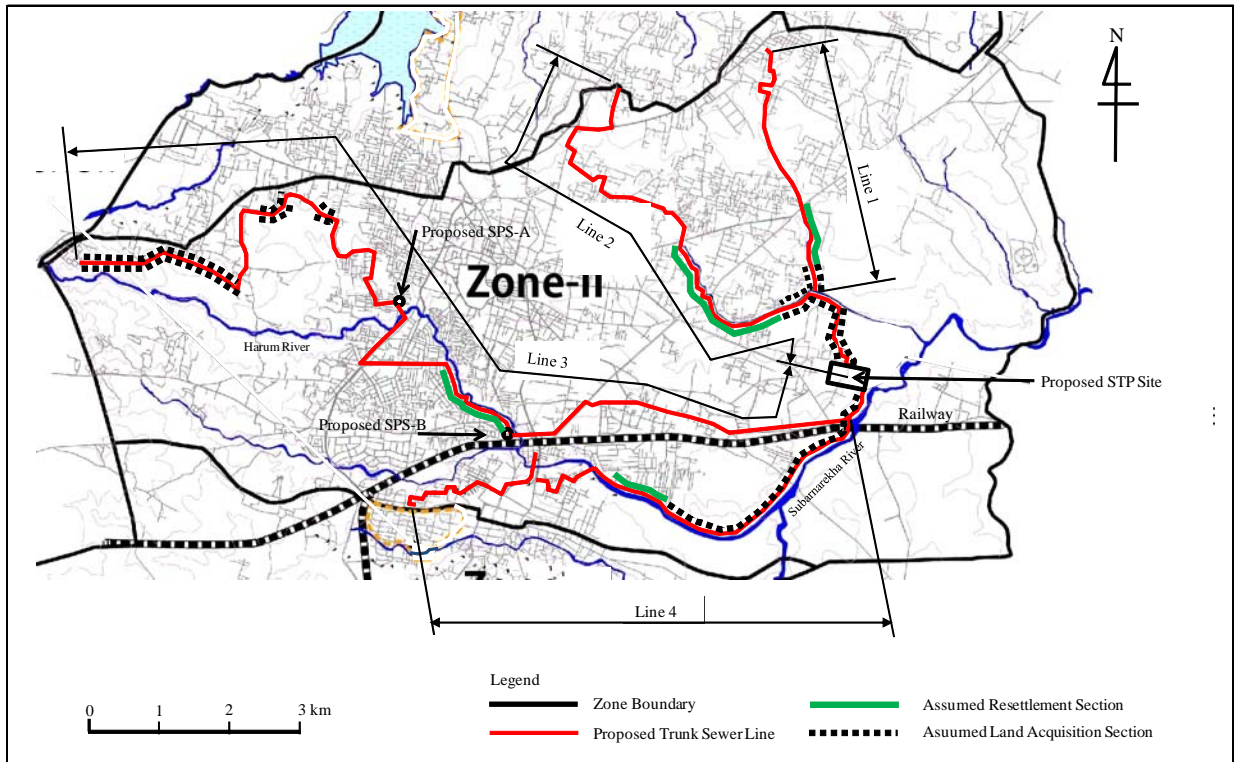 N
Line 1
Line 2
Proposed SPS-A
Zone-II
Harum River
Line 3
Proposed STP Site
Proposed SPS-B
Railway
Subarnarekha River
Line 4
Legend
Zone Boundary
Assumed Resettlement Section
Proposed Trunk Sewer Line
Asuumed Land Acquisition Section
0 1 2 3 km